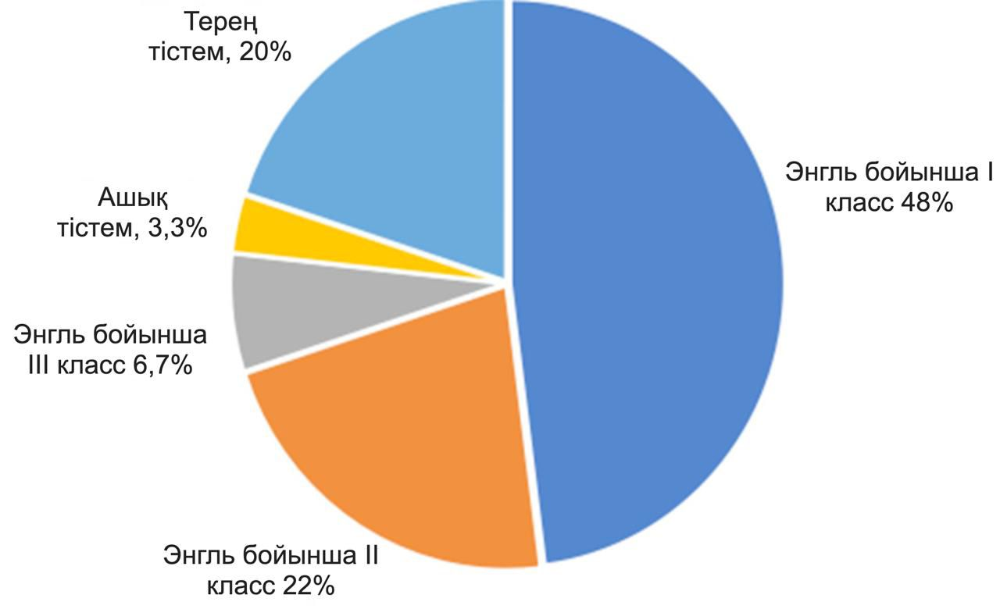 Терең
тістем, 20%
Энгль бойынша I
класс 48%
Ашық
тістем, 3,3%
Энгль бойынша
III класс 6,7%
Энгль бойынша II
класс 22%